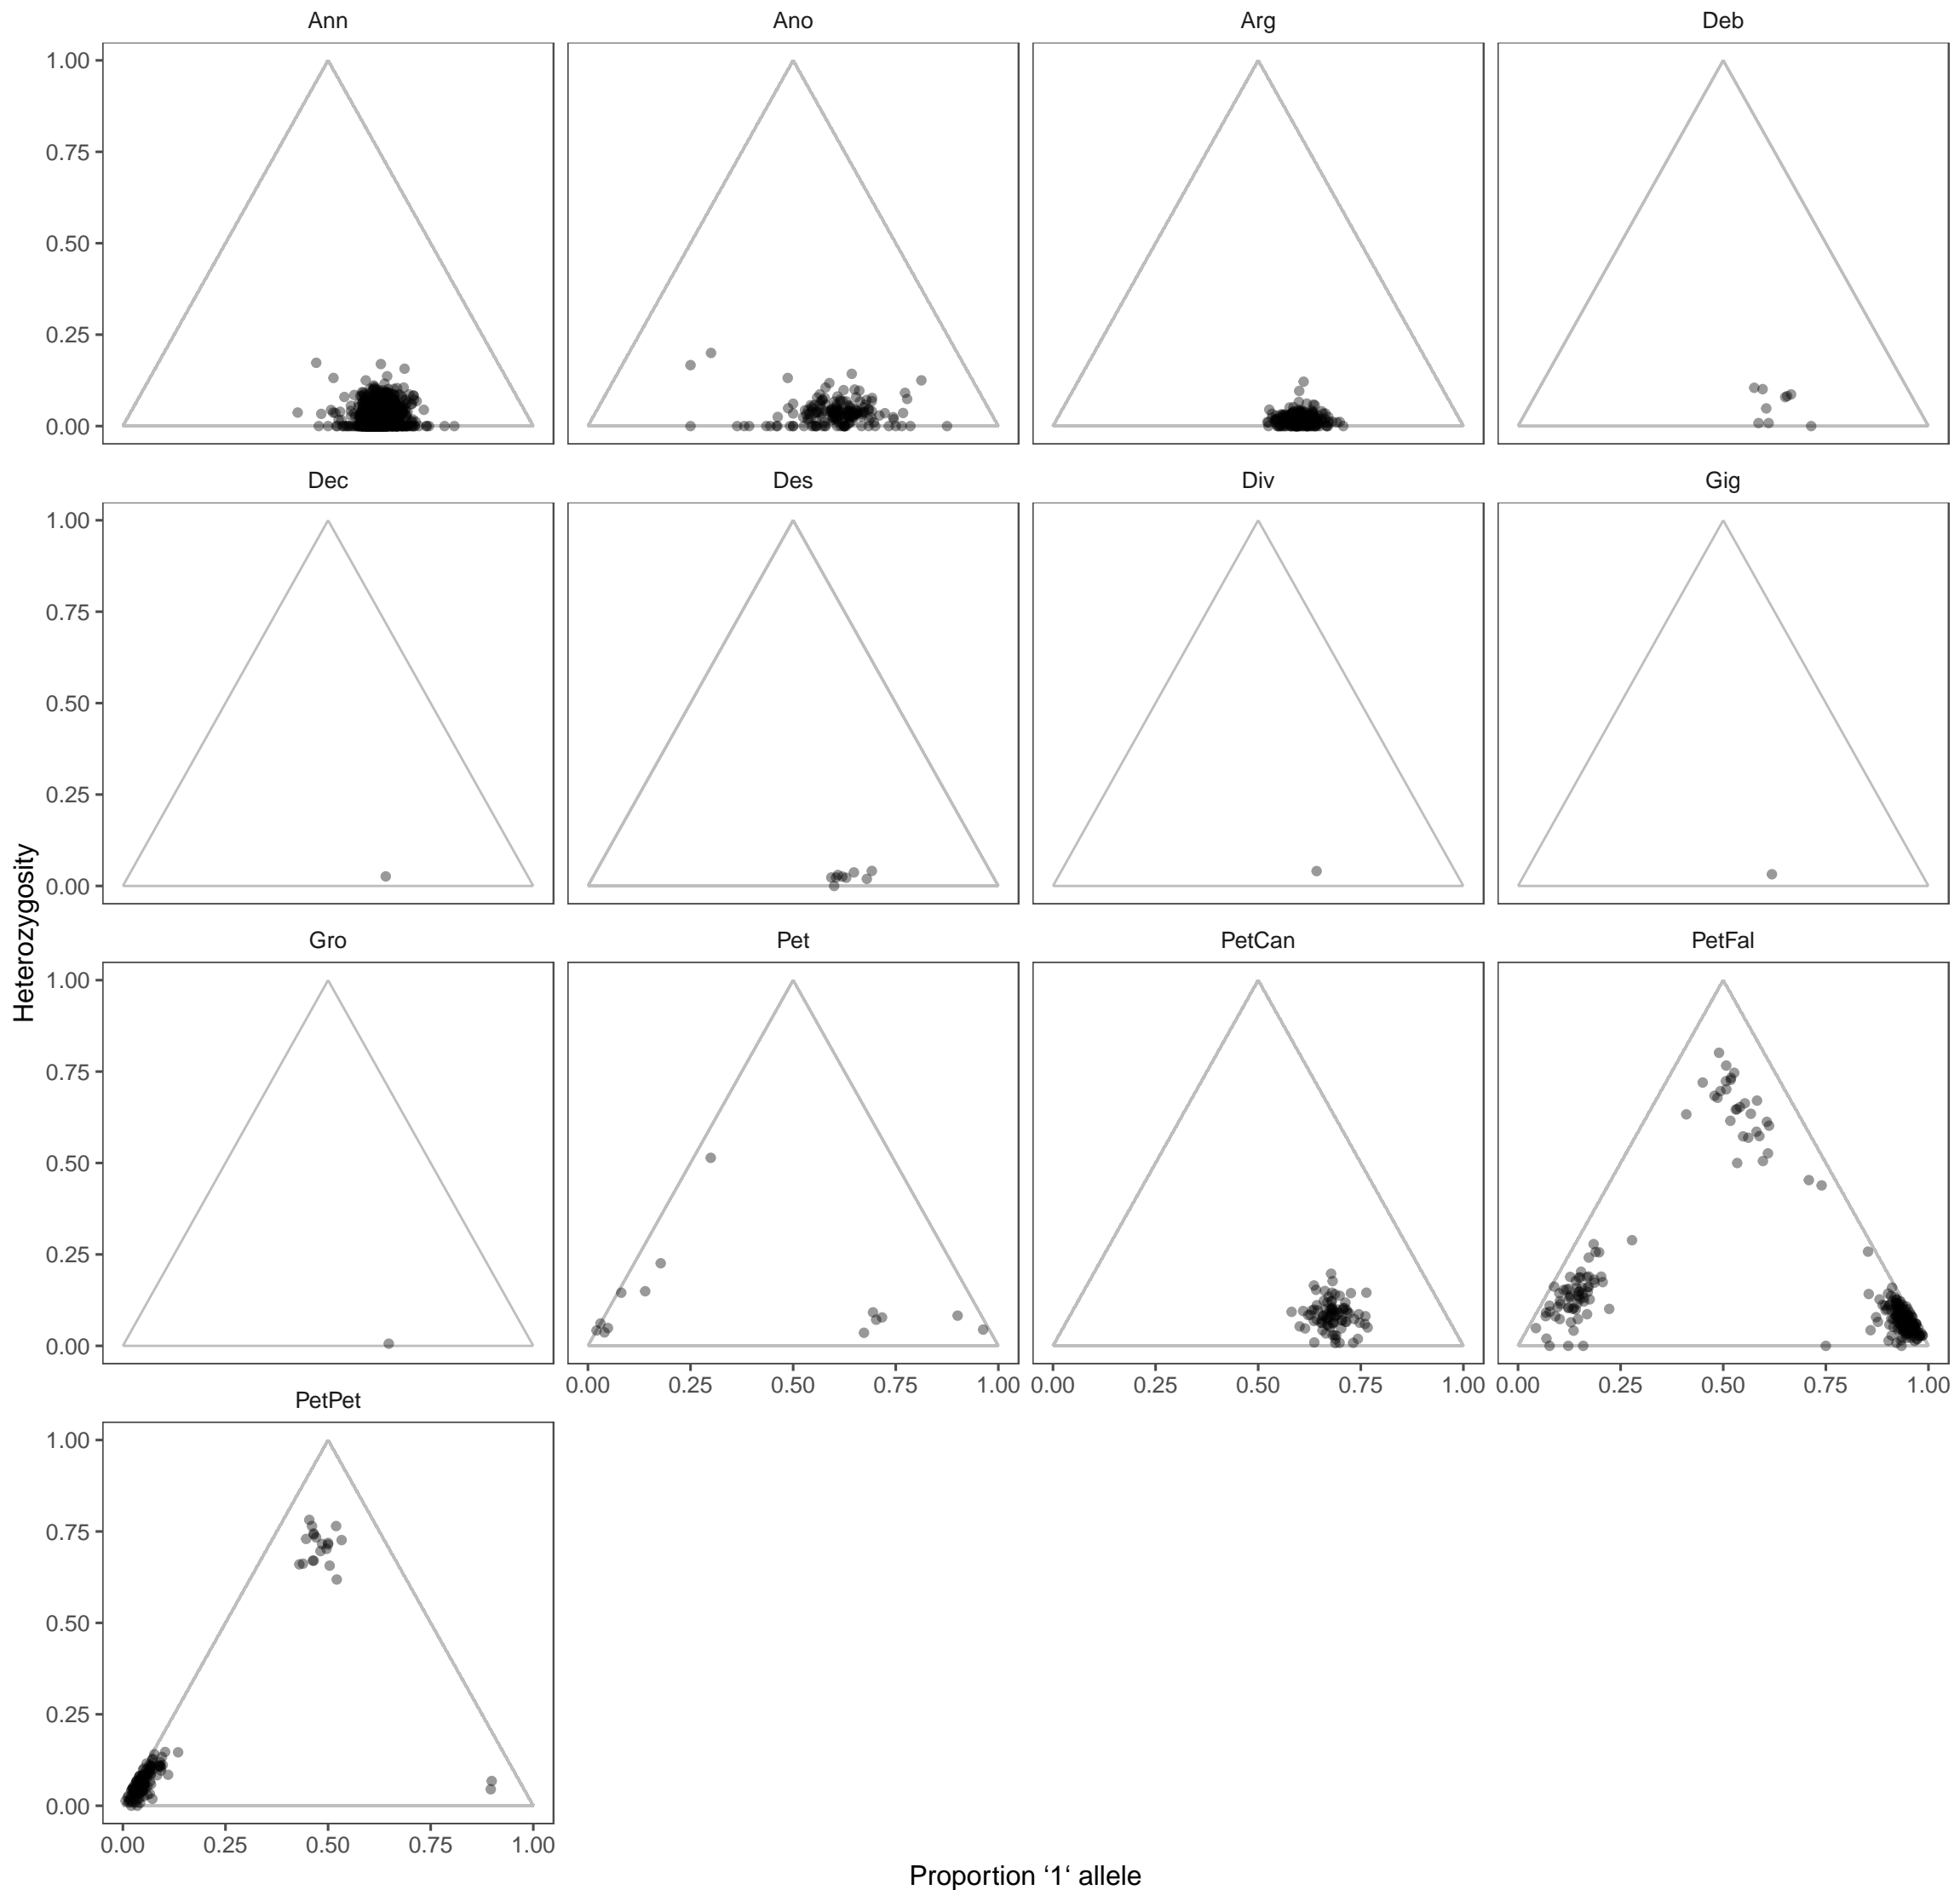 Ann Ano Arg Deb
1.00
0.75
0.50
0.25
0.00
Dec Des Div Gig
1.00
0.75
0.50
0.25
0.00
Heterozygosity
Gro Pet PetCan PetFal
1.00
0.75
0.50
0.25
0.00
0.00 0.25 0.50 0.75 1.00 0.00 0.25 0.50 0.75 1.00 0.00 0.25 0.50 0.75 1.00
PetPet
1.00
0.75
0.50
0.25
0.00
0.00 0.25 0.50 0.75 1.00
Proportion ‘1‘ allele